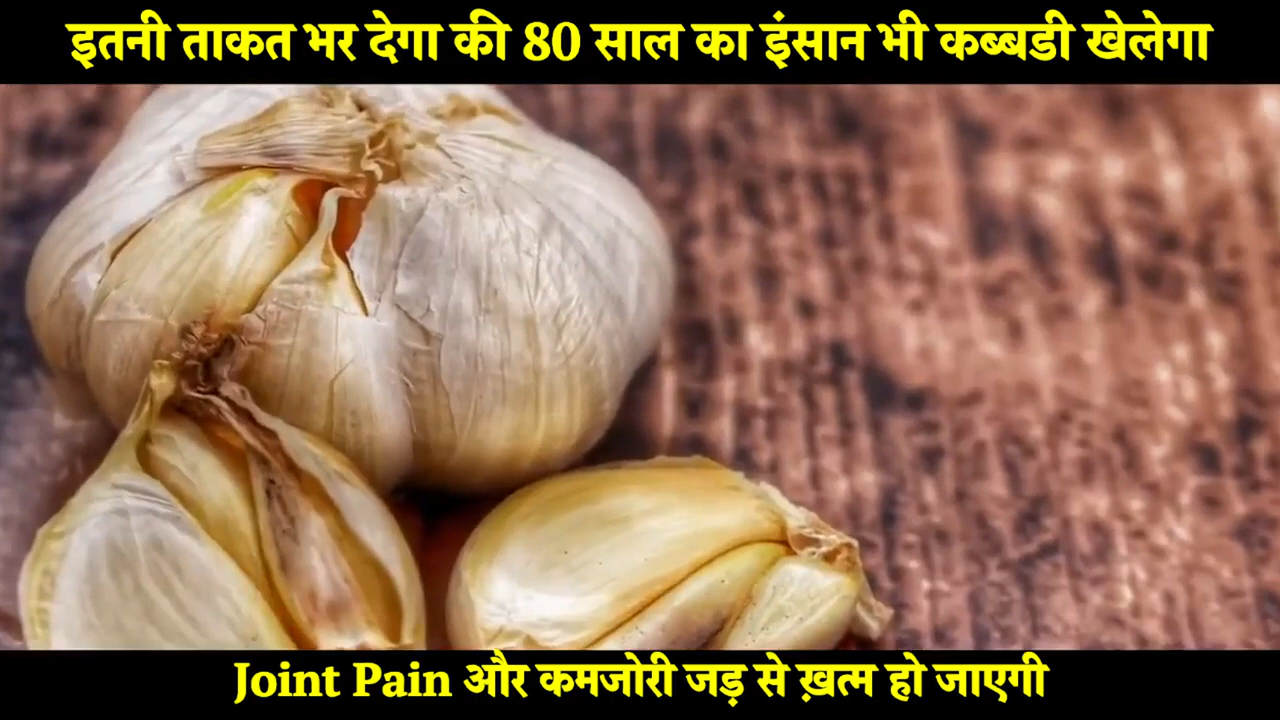 इतनी ताकत भर देगा की 80 साल का इंसान भी कब्बडी खेलेगा
Joint Pain और कमजोरी जड़ से ख़त्म हो जाएगी